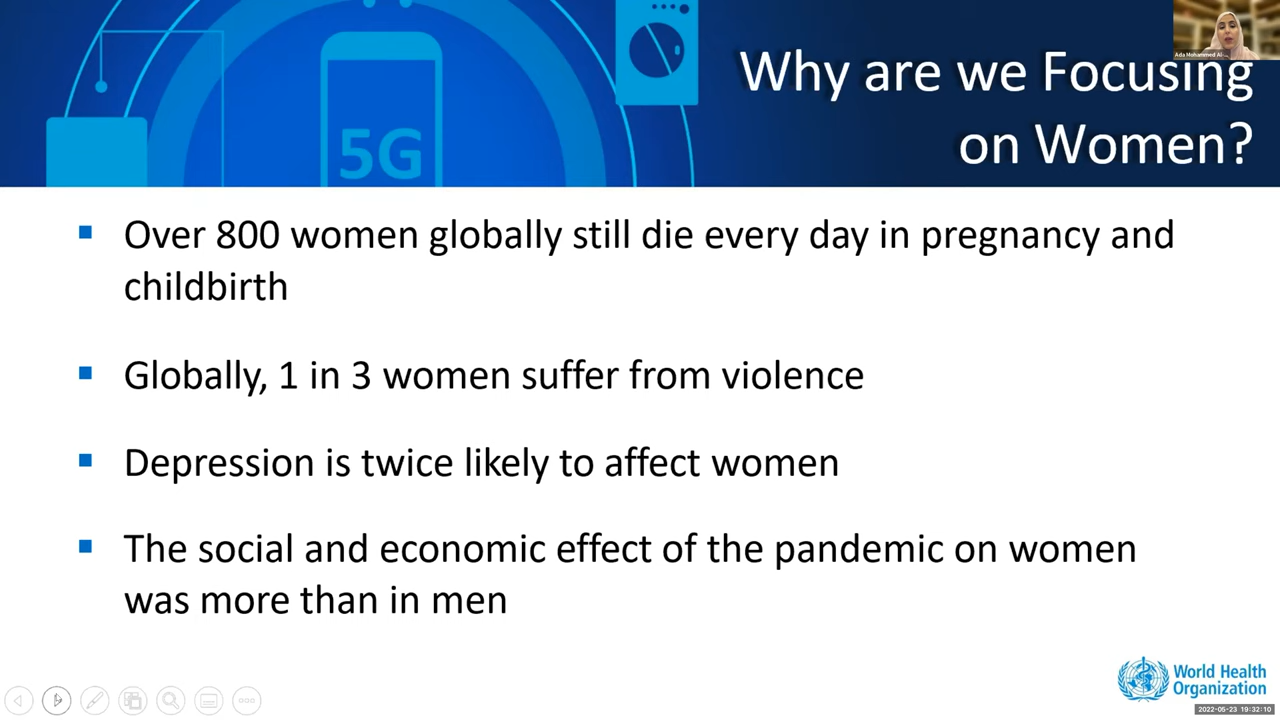 Ada Mohammed Al-...
Why are we Focusing
on Women?
5G
Over 800 women globally still die every day in pregnancy and
childbirth
Globally, 1 in 3 women suffer from violence
Depression is twice likely to affect women
The social and economic effect of the pandemic on women
was more than in men
World Health
Organization
2022-05-23 19:32:10